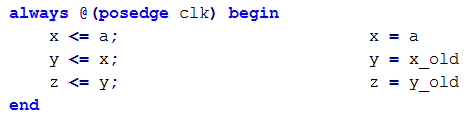 always @(posedge clk) begin
x <= a; x = a
y <= x; y = x_old
z <= y; z = y_old
end